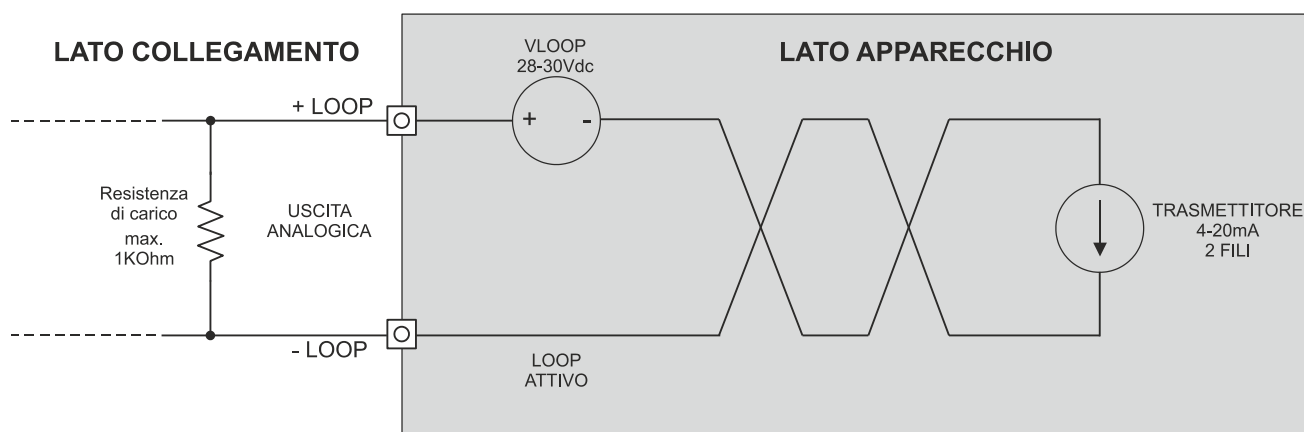 LATO COLLEGAMENTO
LATO APPARECCHIO
VLOOP
28-30Vdc
+ LOOP
+ -
Resistenza
di carico
max.
1KOhm
USCITA
ANALOGICA
TRASMETTITORE
4-20mA
2 FILI
- LOOP
LOOP
ATTIVO